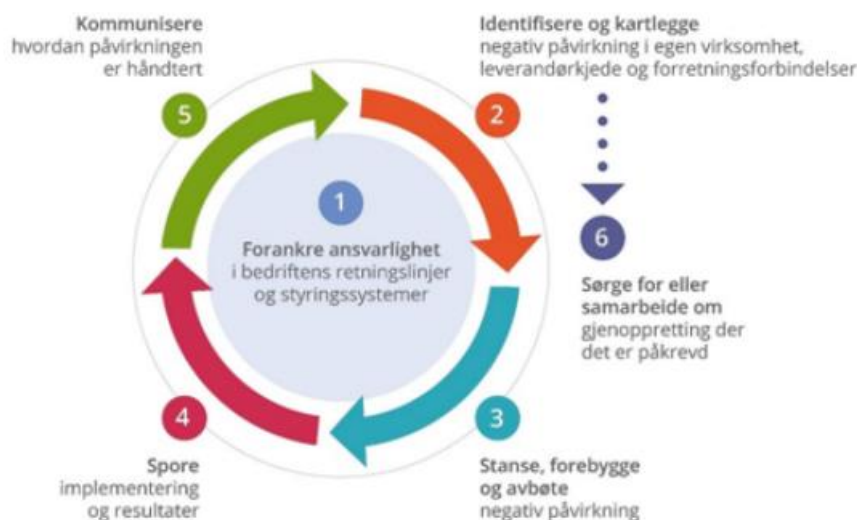 Kommunisere
hvordan påvirkningen
er håndtert
5
Identifisere og kartlegge
negativ påvirkning i egen virksomhet,
leverandørkjede og forretningsforbindelser
2
1
Forankre ansvarlighet
i bedriftens retningslinjer
og styringssystemer
6
Sørge for eller
samarbeide om
gjenoppretting der
det er påkrevd
4
Spore
implementering
og resultater
3
Stanse, forebygge
og avbøte
negativ påvirkning